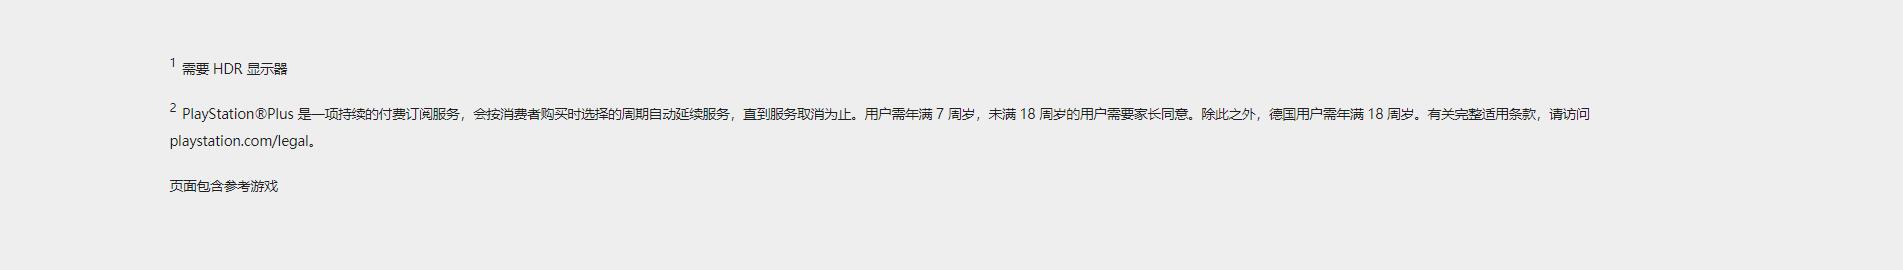 1 需要 HDR 显示器
2 PlayStation®Plus 是一项持续的付费订阅服务，会按消费者购买时选择的周期自动延续服务，直到服务取消为止。用户需年满 7 周岁，未满 18 周岁的用户需要家长同意。除此之外，德国用户需年满 18 周岁。有关完整适用条款，请访问
playstation.com/legal。
页面包含参考游戏